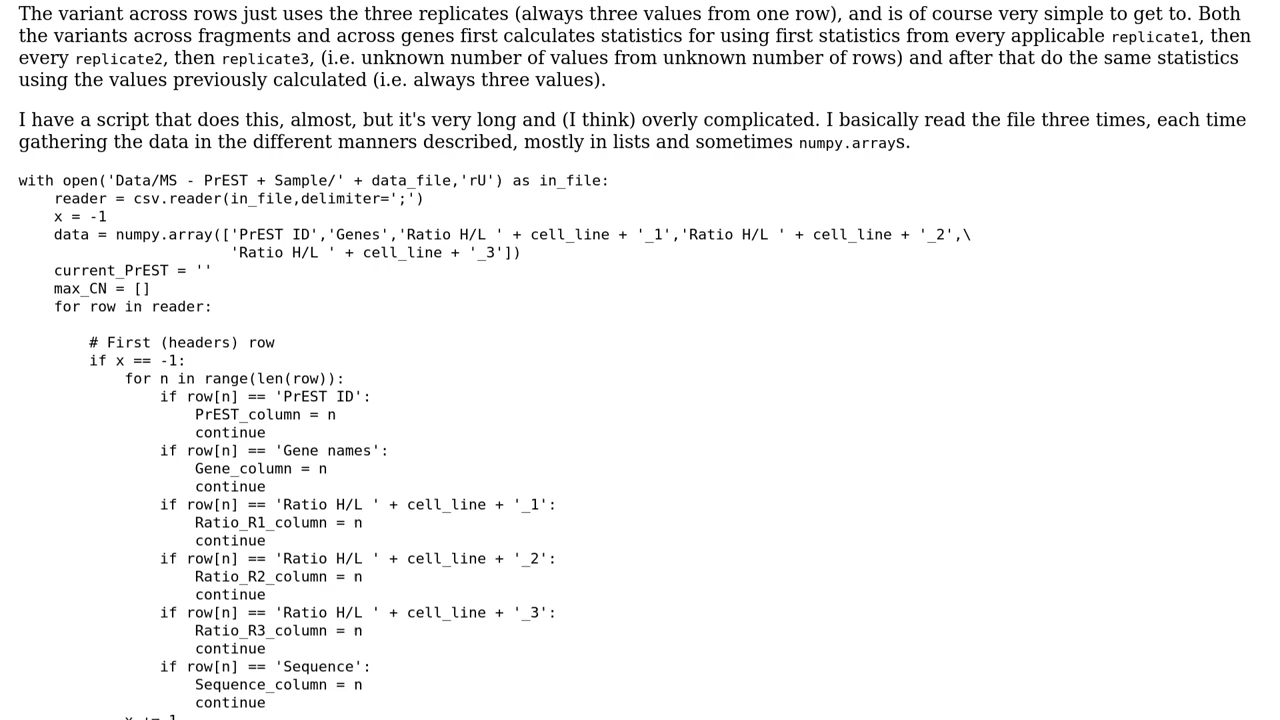 The variant across rows just uses the three replicates (always three values from one row), and is of course very simple to get to. Both
the variants across fragments and across genes first calculates statistics for using first statistics from every applicable replicate1, then
every replicate2, then replicate3, (i.e. unknown number of values from unknown number of rows) and after that do the same statistics
using the values previously calculated (i.e. always three values).
I have a script that does this, almost, but it's very long and (I think) overly complicated. I basically read the file three times, each time
gathering the data in the different manners described, mostly in lists and sometimes numpy.arrays.
with open('Data/MS - PrEST + Sample/' + data_file,'rU') as in_file:
    reader = csv.reader(in_file,delimiter=';')
    x = -1
    data = numpy.array(['PrEST ID','Genes','Ratio H/L ' + cell_line + '_1','Ratio H/L ' + cell_line + '_2',\
                        'Ratio H/L ' + cell_line + '_3'])
    current_PrEST = ''
    max_CN = []
    for row in reader:
        # First (headers) row
        if x == -1:
            for n in range(len(row)):
                if row[n] == 'PrEST ID':
                    PrEST_column = n
                    continue
                if row[n] == 'Gene names':
                    Gene_column = n
                    continue
                if row[n] == 'Ratio H/L ' + cell_line + '_1':
                    Ratio_R1_column = n
                    continue
                if row[n] == 'Ratio H/L ' + cell_line + '_2':
                    Ratio_R2_column = n
                    continue
                if row[n] == 'Ratio H/L ' + cell_line + '_3':
                    Ratio_R3_column = n
                    continue
                if row[n] == 'Sequence':
                    Sequence_column = n
                    continue
            x += 1